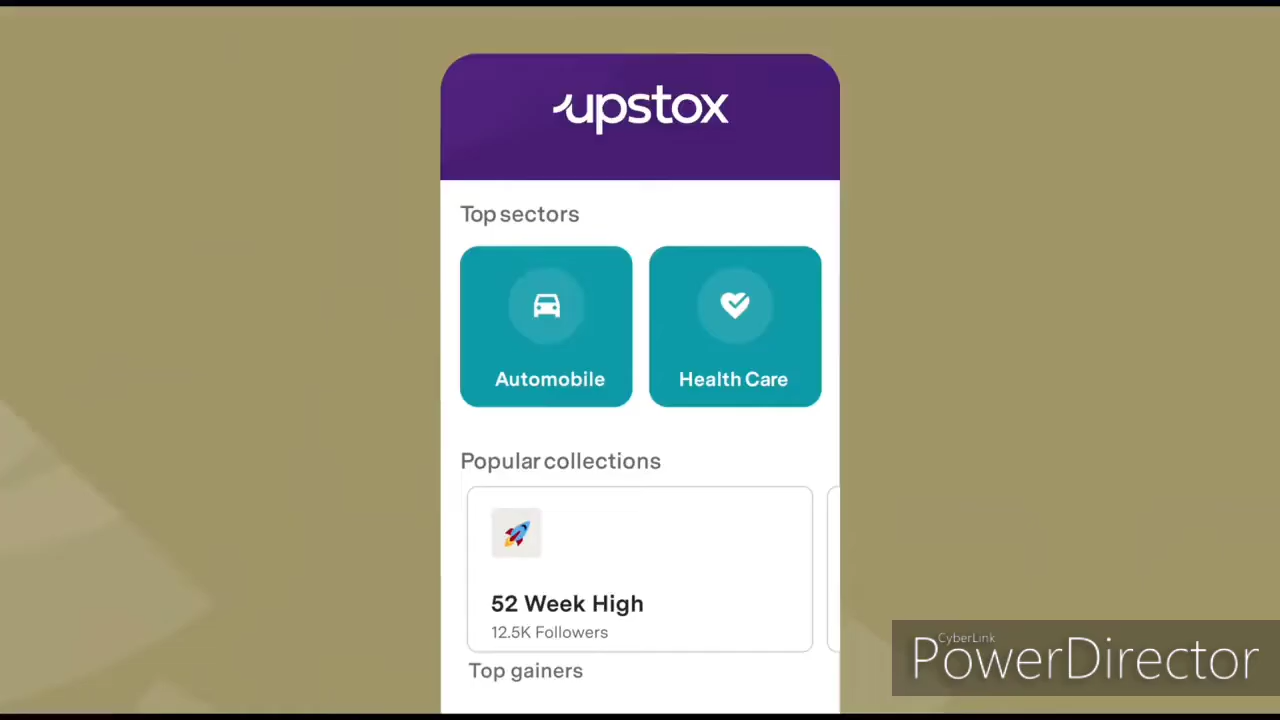 upstox
Top sectors
Automobile
Health Care
Popular collections
52 Week High
12.5K Followers
Top gainers
CyberLink
PowerDirector